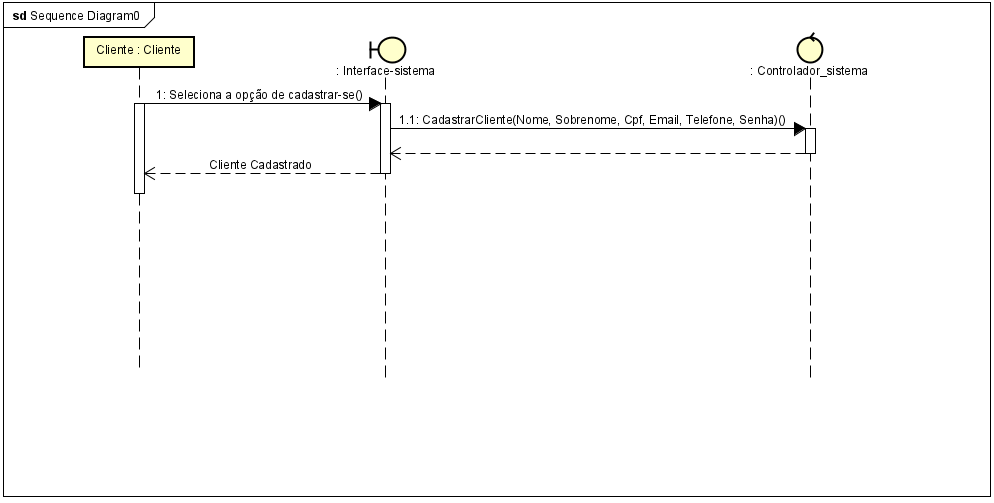 sd Sequence Diagram0
Cliente : Cliente
: Interface-sistema
: Controlador_sistema
1: Seleciona a opção de cadastrar-se()
1.1: CadastrarCliente(Nome, Sobrenome, Cpf, Email, Telefone, Senha)()
Cliente Cadastrado